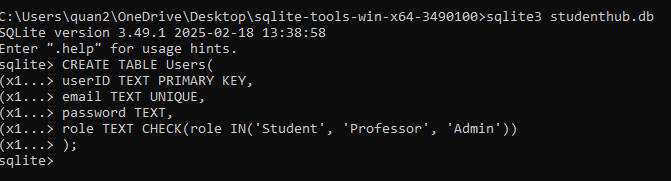 C:\Users\quan2\OneDrive\Desktop\sqlite-tools-win-x64-3490100>sqlite3 studenthub.db
SQLite version 3.49.1 2025-02-18 13:38:58
Enter ".help" for usage hints.
sqlite> CREATE TABLE Users(
(x1...> userID TEXT PRIMARY KEY,
(x1...> email TEXT UNIQUE,
(x1...> password TEXT,
(x1...> role TEXT CHECK(role IN('Student', 'Professor', 'Admin'))
(x1...> );
sqlite>